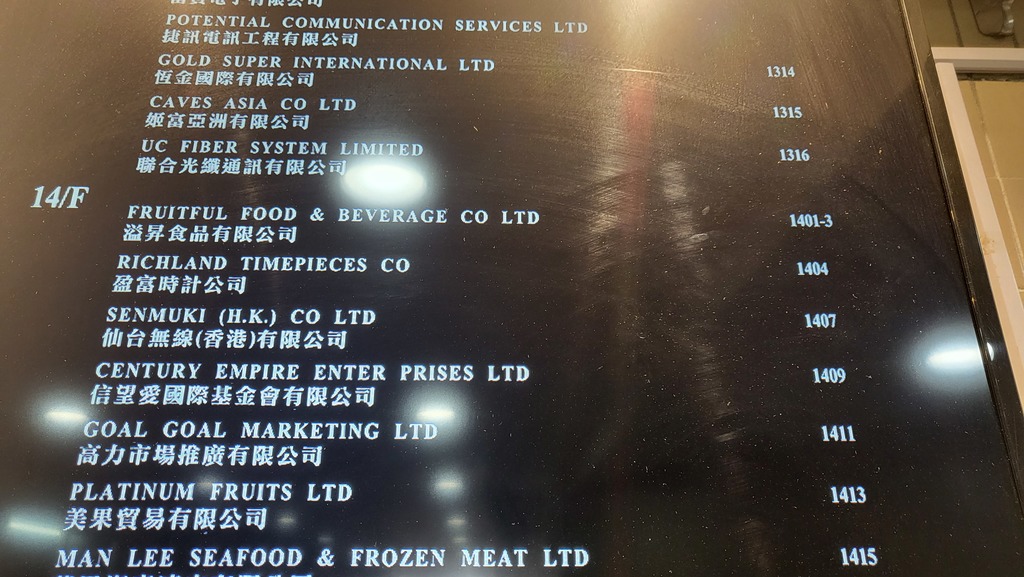 POTENTIAL COMMUNICATION SERVICES LTD
捷訊電訊工程有限公司
GOLD SUPER INTERNATIONAL LTD 1314
恆金國際有限公司
CAVES ASIA CO LTD 1315
姬富亞洲有限公司
UC FIBER SYSTEM LIMITED 1316
聯合光纖通訊有限公司
14/F
FRUITFUL FOOD & BEVERAGE CO LTD 1401-3
溢昇食品有限公司
RICHLAND TIMEPIECES CO 1404
盈富時計公司
SENMUKI (H.K.) CO LTD 1407
仙台無線(香港)有限公司
CENTURY EMPIRE ENTER PRISES LTD 1409
信望愛國際基金會有限公司
GOAL GOAL MARKETING LTD 1411
高力市場推廣有限公司
PLATINUM FRUITS LTD 1413
美果貿易有限公司
MAN LEE SEAFOOD & FROZEN MEAT LTD 1415